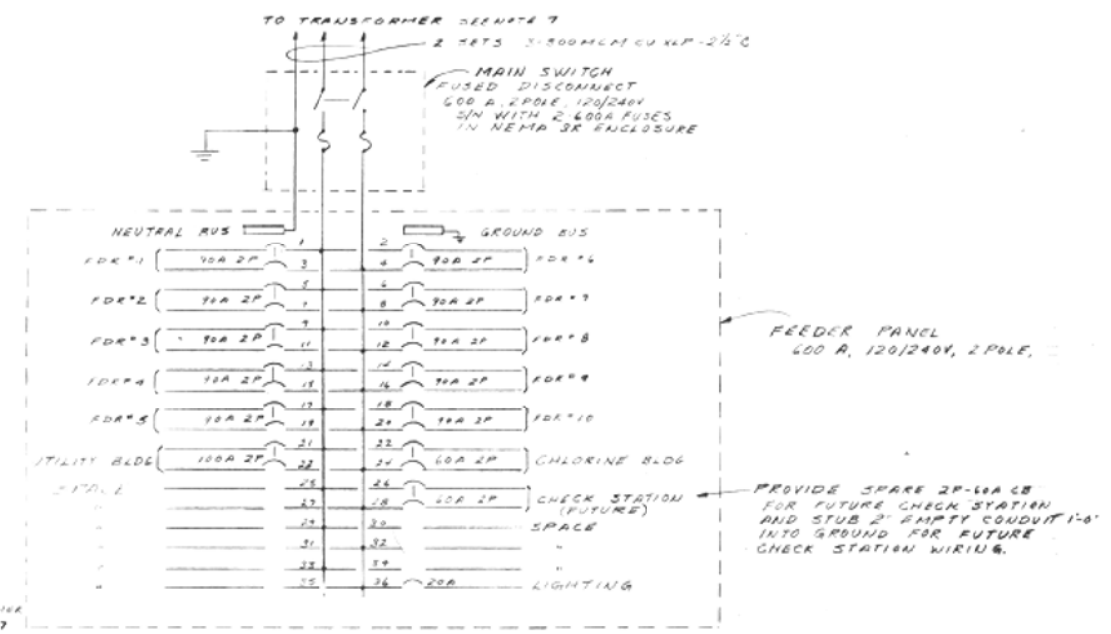 TO TRANSFORMER SEE NOTE 7
2 SETS 3-500MCM CU XLP-2½"C
MAIN SWITCH
FUSED DISCONNECT
600 A, 2 POLE, 120/240V
S/N WITH 2-600A FUSES
IN NEMA 3R ENCLOSURE
NEUTRAL BUS
GROUND BUS
FDR #1 90A 2P 1 3 2 4 90A 2P FDR #6
FDR #2 90A 2P 5 7 6 8 90A 2P FDR #7
FDR #3 90A 2P 9 11 10 12 90A 2P FDR #8
FDR #4 90A 2P 13 15 14 16 90A 2P FDR #9
FDR #5 90A 2P 17 19 18 20 90A 2P FDR #10
UTILITY BLDG 100A 2P 21 22 24 60A 2P CHLORINE BLDG
SPACE 25 26 60A 2P CHECK STATION
" 27 28 (FUTURE)
" 29 30 SPACE
" 31 32 "
" 33 34 "
" 35 36 20A LIGHTING
FEEDER PANEL
600 A, 120/240V, 2 POLE,
PROVIDE SPARE 2P-60A CB
FOR FUTURE CHECK STATION
AND STUB 2" EMPTY CONDUIT 1'-0"
INTO GROUND FOR FUTURE
CHECK STATION WIRING.
7